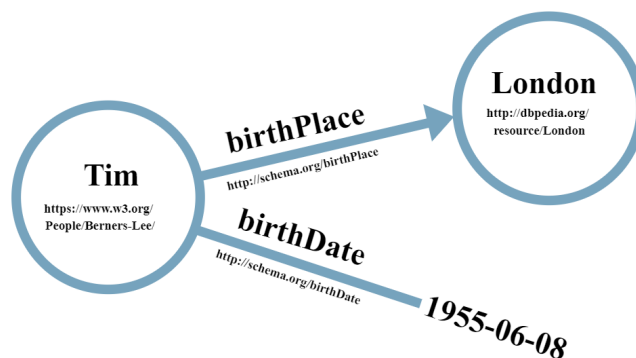 Tim
https://www.w3.org/
People/Berners-Lee/
birthPlace
http://schema.org/birthPlace
London
http://dbpedia.org/
resource/London
birthDate
http://schema.org/birthDate
1955-06-08